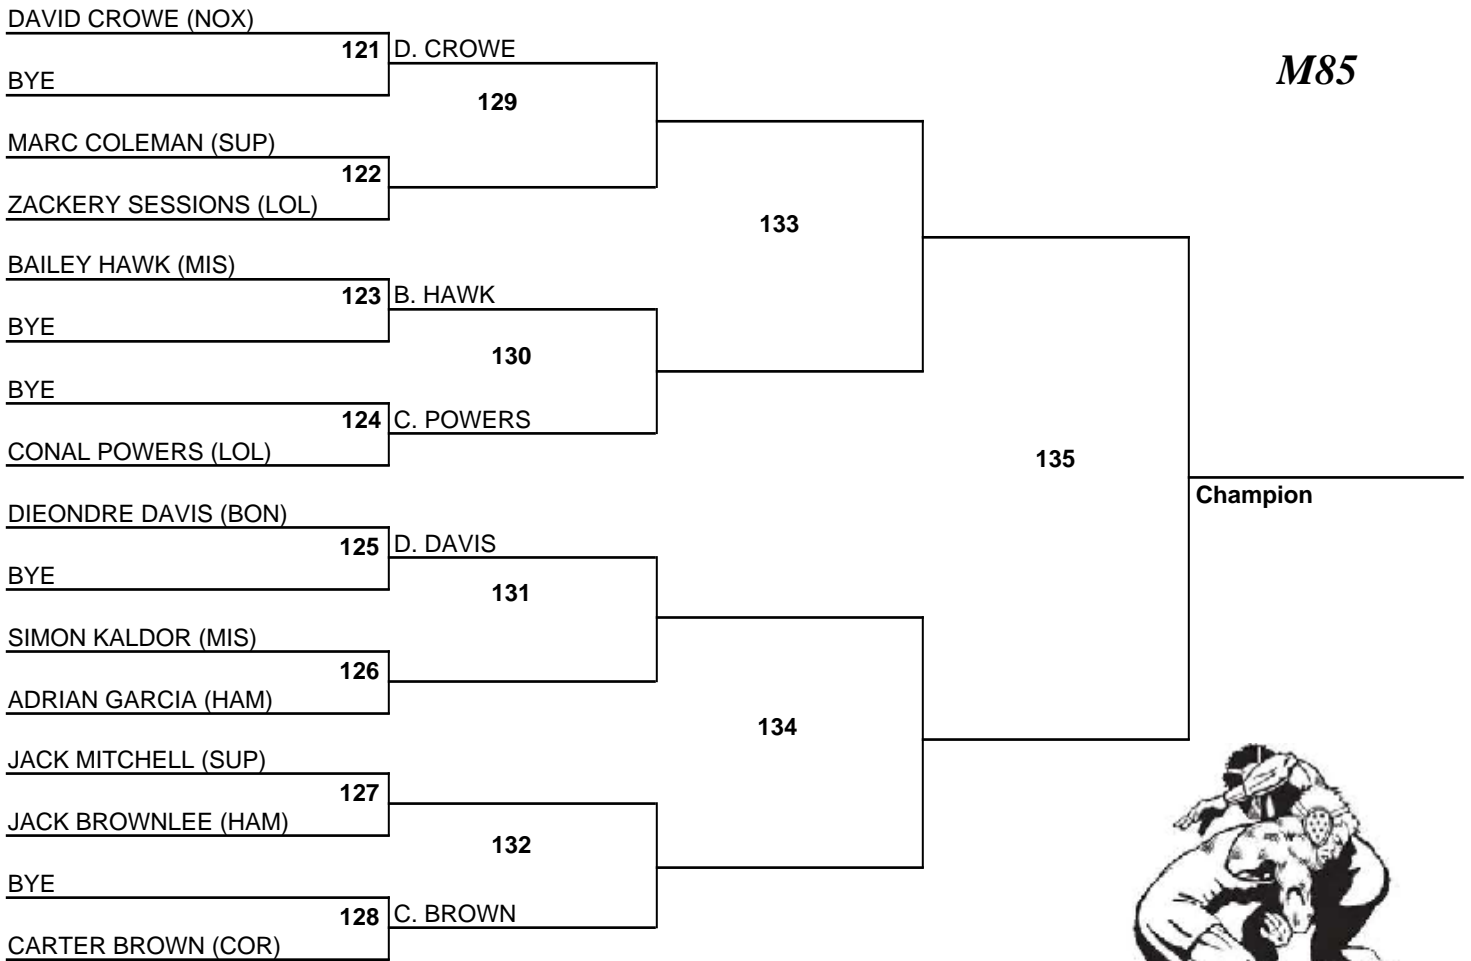 DAVID CROWE (NOX)
121 D. CROWE
M85
BYE
129
MARC COLEMAN (SUP)
122
ZACKERY SESSIONS (LOL)
133
BAILEY HAWK (MIS)
123 B. HAWK
BYE
130
BYE
124 C. POWERS
CONAL POWERS (LOL)
135
Champion
DIEONDRE DAVIS (BON)
125 D. DAVIS
BYE
131
SIMON KALDOR (MIS)
126
ADRIAN GARCIA (HAM)
134
JACK MITCHELL (SUP)
127
JACK BROWNLEE (HAM)
132
BYE
128 C. BROWN
CARTER BROWN (COR)